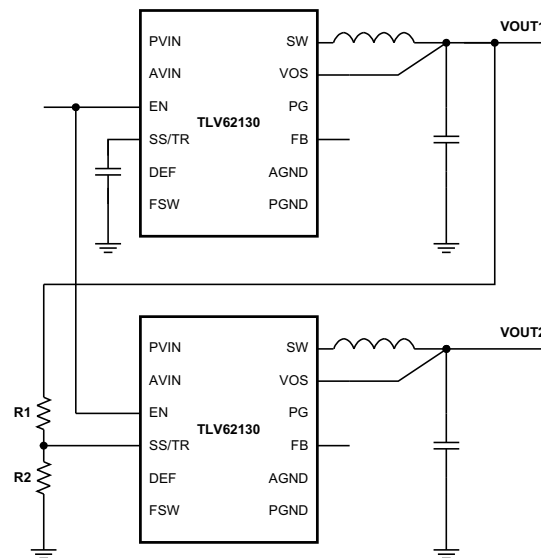 VOUT1
PVIN SW
AVIN VOS
EN PG
TLV62130
SS/TR FB
DEF AGND
FSW PGND
VOUT2
PVIN SW
AVIN VOS
R1 EN PG
TLV62130
SS/TR FB
R2 DEF AGND
FSW PGND